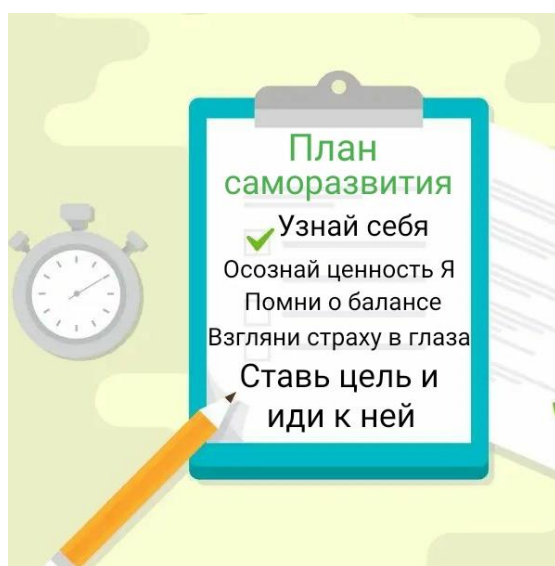 План
саморазвития
Узнай себя
Осознай ценность Я
Помни о балансе
Взгляни страху в глаза
Ставь цель и
иди к ней